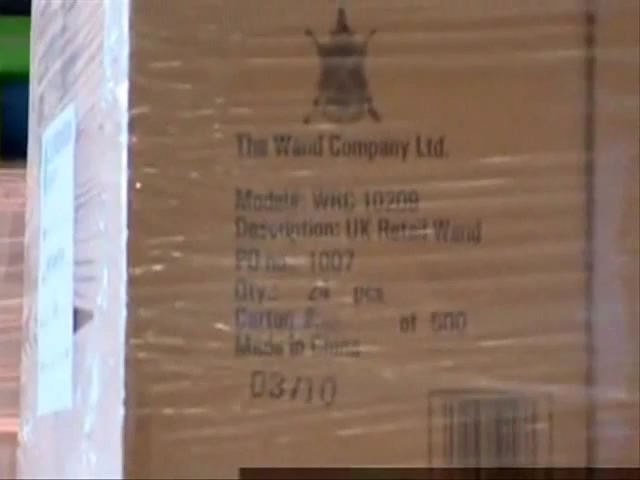 The Wand Company Ltd.
Model#: WRC 10209
Description: UK Retail Wand
PO no.: 1007
Qty.: 24 pcs
Carton #: of 500
Made in China
03/10